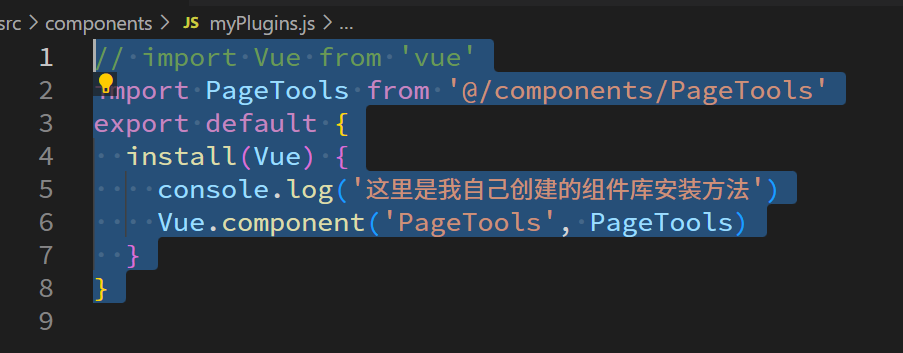 src > components > JS myPlugins.js > ...
1 // import Vue from 'vue'
2 import PageTools from '@/components/PageTools'
3 export default {
4   install(Vue) {
5     console.log('这里是我自己创建的组件库安装方法')
6     Vue.component('PageTools', PageTools)
7   }
8 }
9